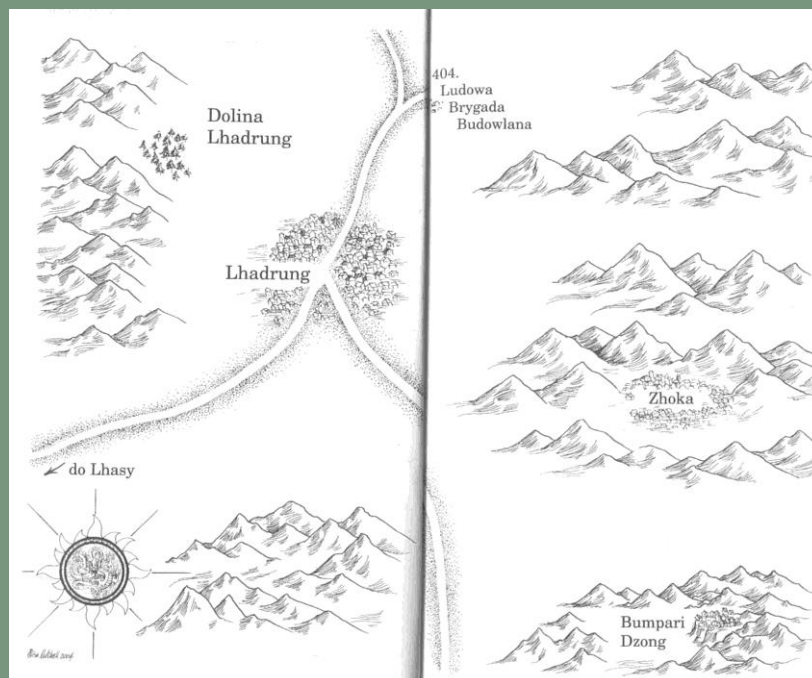 404.
Ludowa
Brygada
Budowlana
Dolina
Lhadrung
Lhadrung
Zhoka
do Lhasy
Bumpari
Dzong